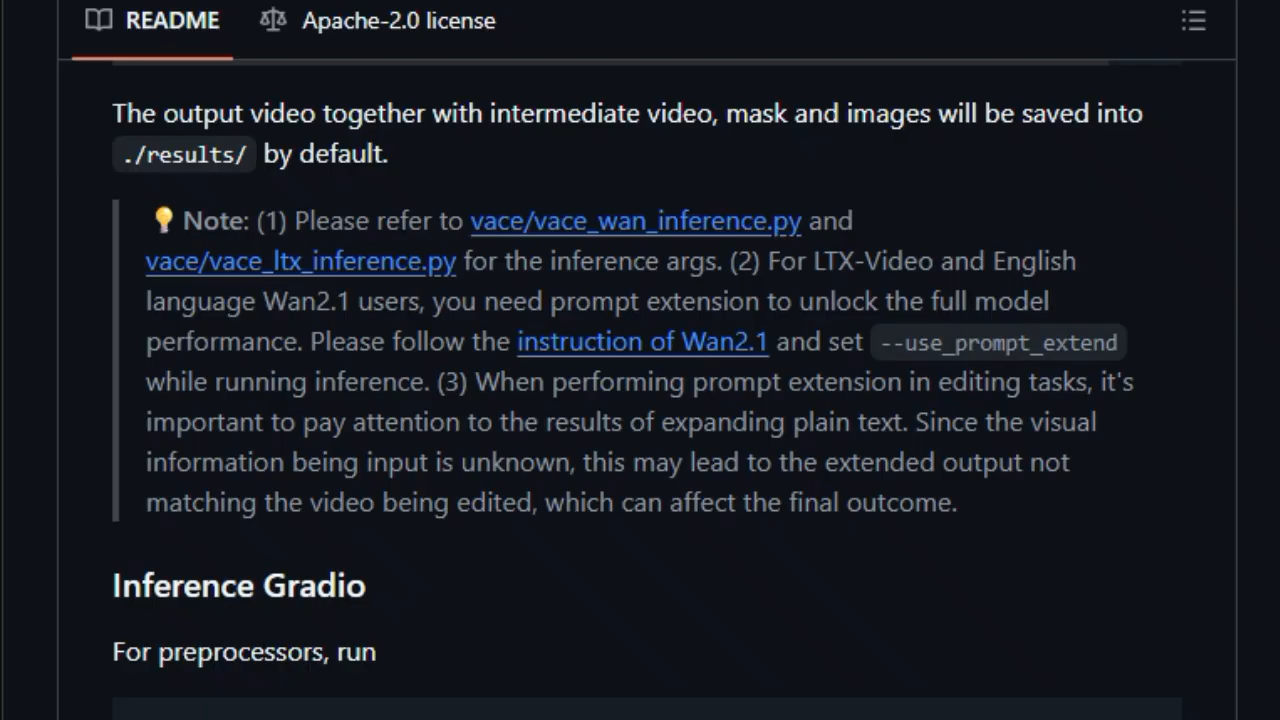 README Apache-2.0 license
The output video together with intermediate video, mask and images will be saved into
./results/ by default.
💡 Note: (1) Please refer to vace/vace_wan_inference.py and
vace/vace_ltx_inference.py for the inference args. (2) For LTX-Video and English
language Wan2.1 users, you need prompt extension to unlock the full model
performance. Please follow the instruction of Wan2.1 and set --use_prompt_extend
while running inference. (3) When performing prompt extension in editing tasks, it's
important to pay attention to the results of expanding plain text. Since the visual
information being input is unknown, this may lead to the extended output not
matching the video being edited, which can affect the final outcome.
Inference Gradio
For preprocessors, run